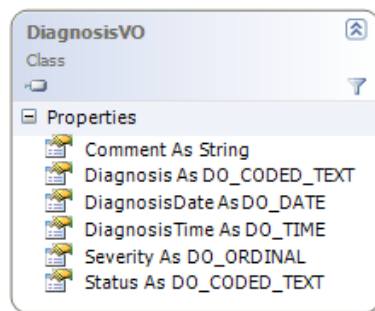 DiagnosisVO
Class
Properties
Comment As String
Diagnosis As DO_CODED_TEXT
DiagnosisDate As DO_DATE
DiagnosisTime As DO_TIME
Severity As DO_ORDINAL
Status As DO_CODED_TEXT